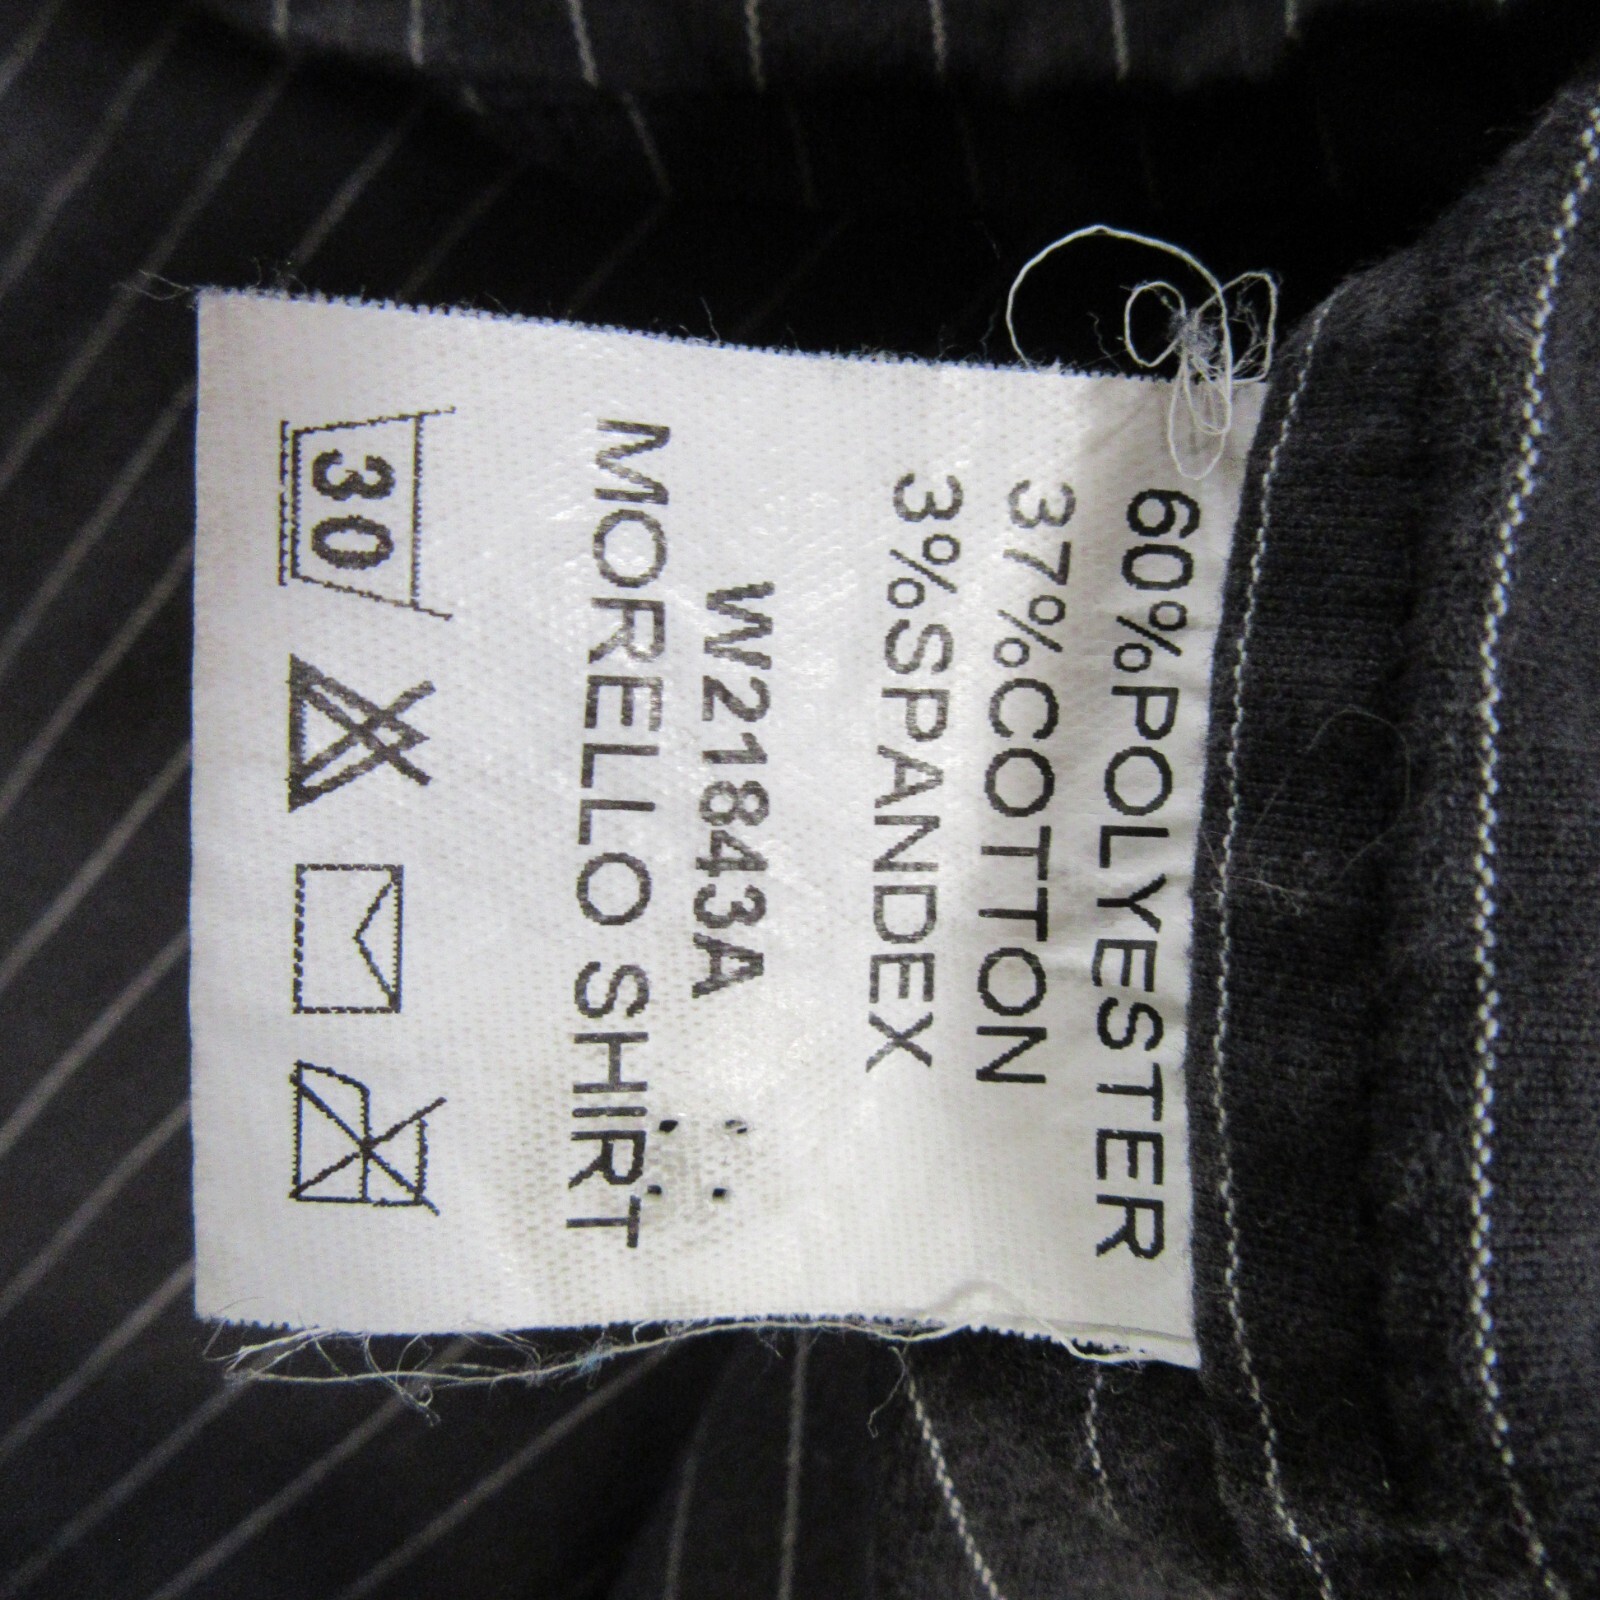 60%POLYESTER
37%COTTON
3%SPANDEX
W21843A
MORELLO SHIRT
30